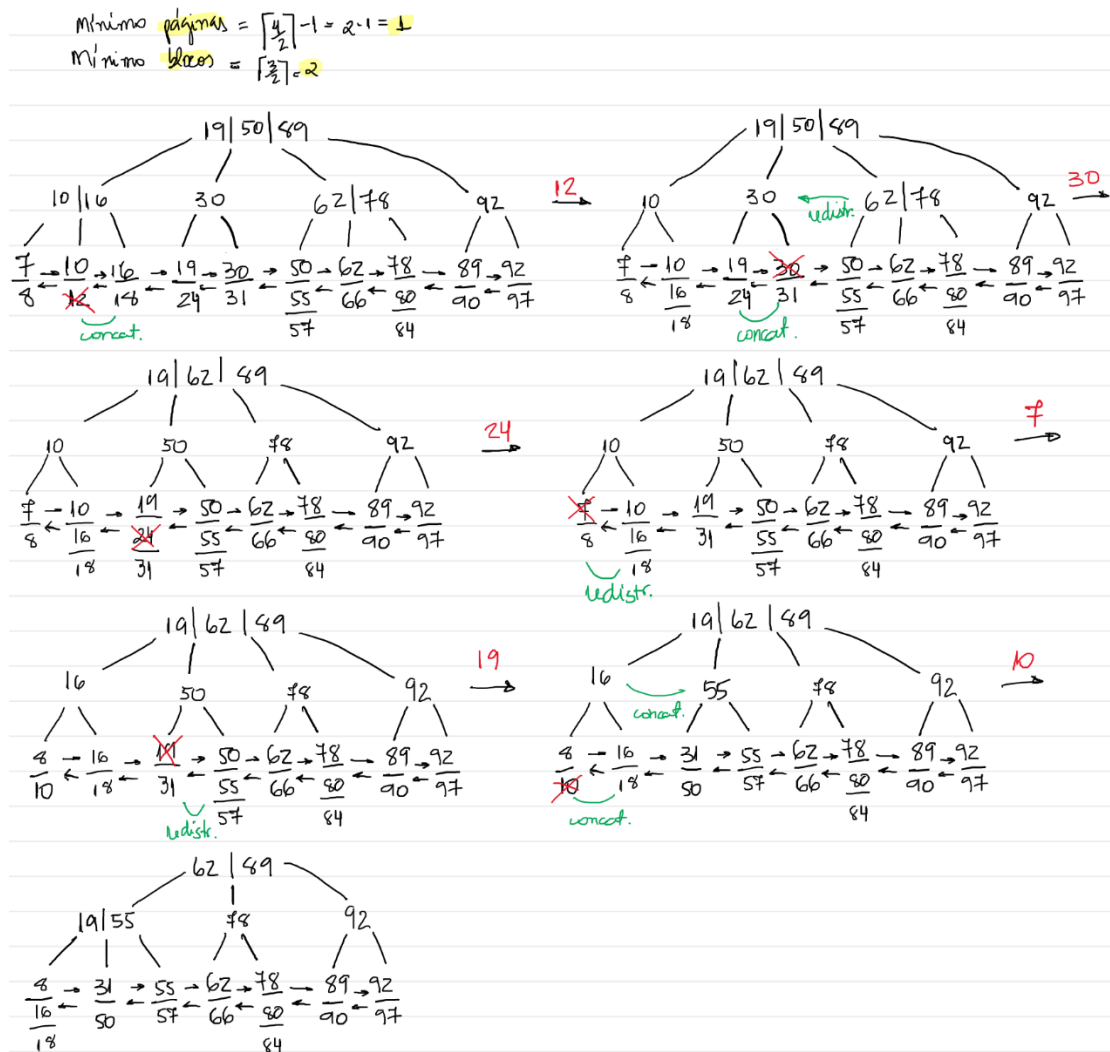 mínimo páginas = ⌈4/2⌉-1 = 2-1 = 1
Mínimo blocos = ⌈3/2⌉ = 2
19|50|89
19|50|89
10|16 30 62|78 92
12
10 30 redistr. 62|78 92
30
7 10 16 19 30 50 62 78 89 92
8 12 18 24 31 55 66 80 90 97
57 84
concat.
7 10 19 30 50 62 78 89 92
8 16 24 31 55 66 80 90 97
18 57 84
concat.
19|62|89
19|62|89
10 50 78 92
24
10 50 78 92
7
7 10 19 50 62 78 89 92
8 16 24 55 66 80 90 97
18 31 57 84
7 10 19 50 62 78 89 92
8 16 31 55 66 80 90 97
18 57 84
redistr.
19|62|89
19|62|89
16 50 78 92
19
16 concat. 55 78 92
10
8 16 19 50 62 78 89 92
10 18 31 55 66 80 90 97
57 84
redistr.
8 16 31 55 62 78 89 92
10 18 50 57 66 80 90 97
84
concat.
62|89
19|55 78 92
8 31 55 62 78 89 92
16 50 57 66 80 90 97
18 84